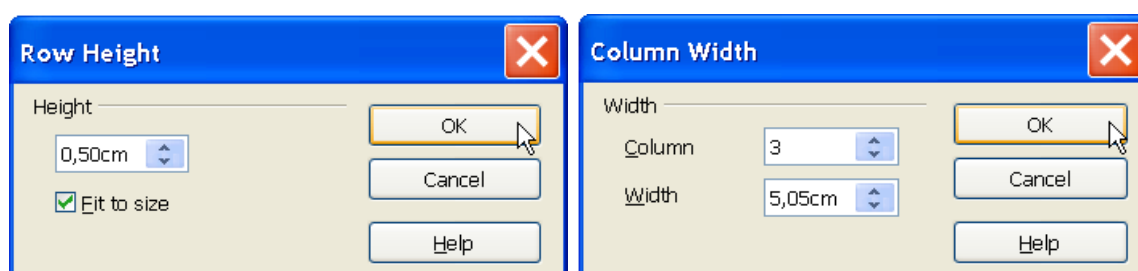 Row Height
Height
0,50cm
Fit to size
OK
Cancel
Help
Column Width
Width
Column 3
Width 5,05cm
OK
Cancel
Help